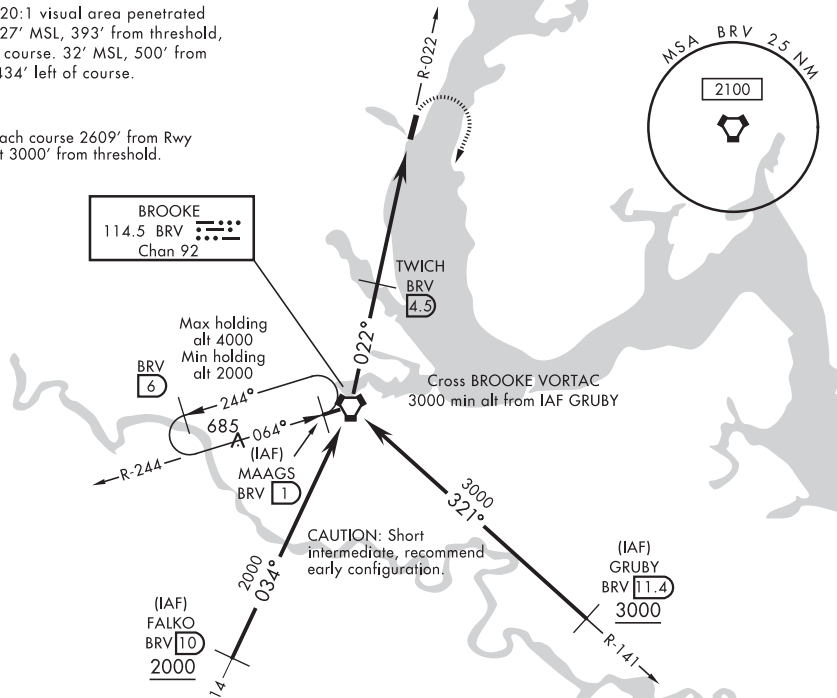 20:1 visual area penetrated
27' MSL, 393' from threshold,
course. 32' MSL, 500' from
434' left of course.
ach course 2609' from Rwy
t 3000' from threshold.
R-022
MSA BRV 25 NM
2100
BROOKE
114.5 BRV
Chan 92
TWICH
BRV
4.5
022°
Max holding
alt 4000
Min holding
alt 2000
BRV
6
244°
685
064°
R-244
(IAF)
MAAGS
BRV 1
Cross BROOKE VORTAC
3000 min alt from IAF GRUBY
3000
321°
CAUTION: Short
intermediate, recommend
early configuration.
2000
034°
(IAF)
GRUBY
BRV 11.4
3000
R-141
(IAF)
FALKO
BRV 10
2000
14